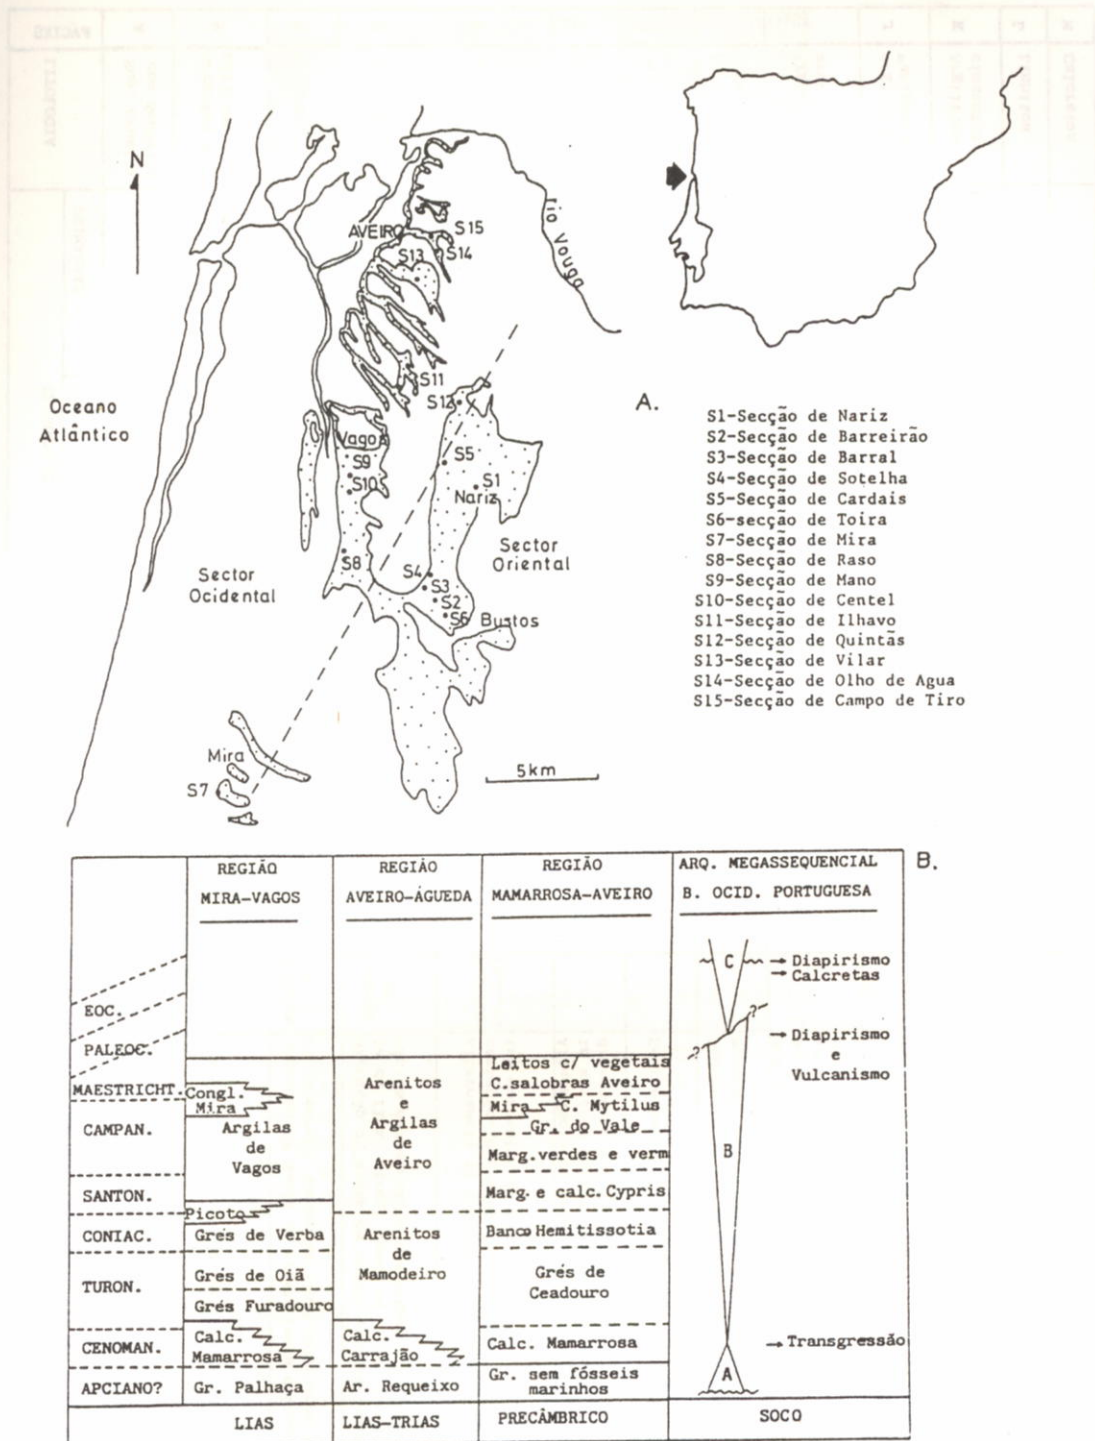 N
AVEIRO
S15
S13
S14
rio Vouga
S11
S12
Oceano
Atlântico
Vagos
S9
S10
S5
S1
Nariz
Sector
Oriental
Sector
Ocidental
S8
S4
S3
S2
S6
Bustos
Mira
S7
5km
A.
S1-Secção de Nariz
S2-Secção de Barreirão
S3-Secção de Barral
S4-Secção de Sotelha
S5-Secção de Cardais
S6-secção de Toira
S7-Secção de Mira
S8-Secção de Raso
S9-Secção de Mano
S10-Secção de Centel
S11-Secção de Ilhavo
S12-Secção de Quintãs
S13-Secção de Vilar
S14-Secção de Olho de Agua
S15-Secção de Campo de Tiro
B.
REGIÃO
MIRA-VAGOS
REGIÃO
AVEIRO-ÁGUEDA
REGIÃO
MAMARROSA-AVEIRO
ARQ. MEGASSEQUENCIAL
B. OCID. PORTUGUESA
EOC.
PALEOC.
MAESTRICHT.
CAMPAN.
SANTON.
CONIAC.
TURON.
CENOMAN.
APCIANO?
Congl.
Mira
Argilas
de
Vagos
Picoto
Grés de Verba
Grés de Oiã
Grés Furadouro
Calc.
Mamarrosa
Gr. Palhaça
LIAS
Arenitos
e
Argilas
de
Aveiro
Arenitos
de
Mamodeiro
Calc.
Carrajão
Ar. Requeixo
LIAS-TRIAS
Leitos c/ vegetais
C.salobras Aveiro
Mira C. Mytilus
Gr. do Vale
Marg.verdes e verm
Marg. e calc. Cypris
Banco Hemitissotia
Grés de
Ceadouro
Calc. Mamarrosa
Gr. sem fósseis
marinhos
PRECÂMBRICO
C
Diapirismo
Calcretas
?
?
Diapirismo
e
Vulcanismo
B
Transgressão
A
SOCO